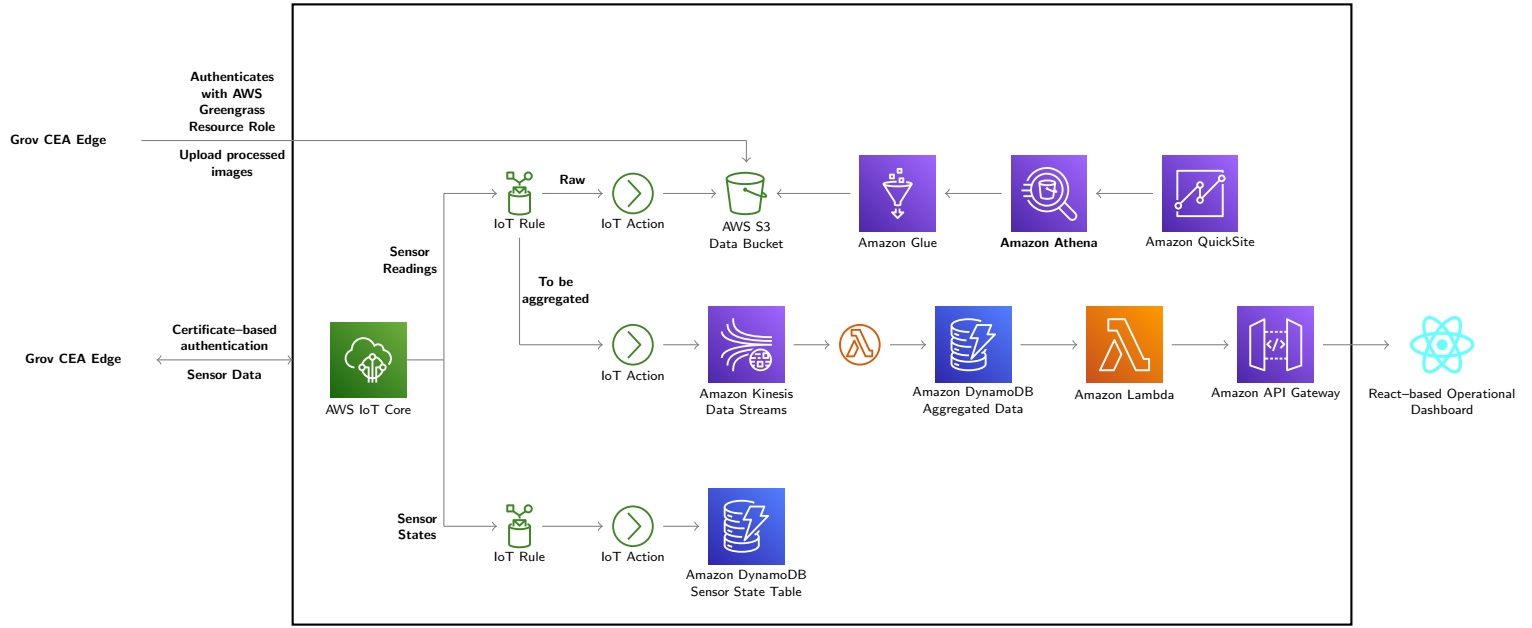 Authenticates
with AWS
Greengrass
Resource Role
Grov CEA Edge
Upload processed
images
Raw
IoT Rule
IoT Action
AWS S3
Data Bucket
Amazon Glue
Amazon Athena
Amazon QuickSite
Sensor
Readings
To be
aggregated
Certificate–based
authentication
Grov CEA Edge
Sensor Data
AWS IoT Core
IoT Action
Amazon Kinesis
Data Streams
Amazon DynamoDB
Aggregated Data
Amazon Lambda
Amazon API Gateway
React–based Operational
Dashboard
Sensor
States
IoT Rule
IoT Action
Amazon DynamoDB
Sensor State Table